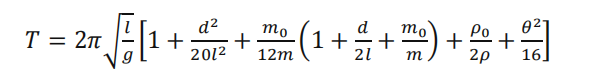 T = 2π √(l/g) [1 + d²/20l² + m₀/12m (1 + d/2l + m₀/m) + ρ₀/2ρ + θ²/16]